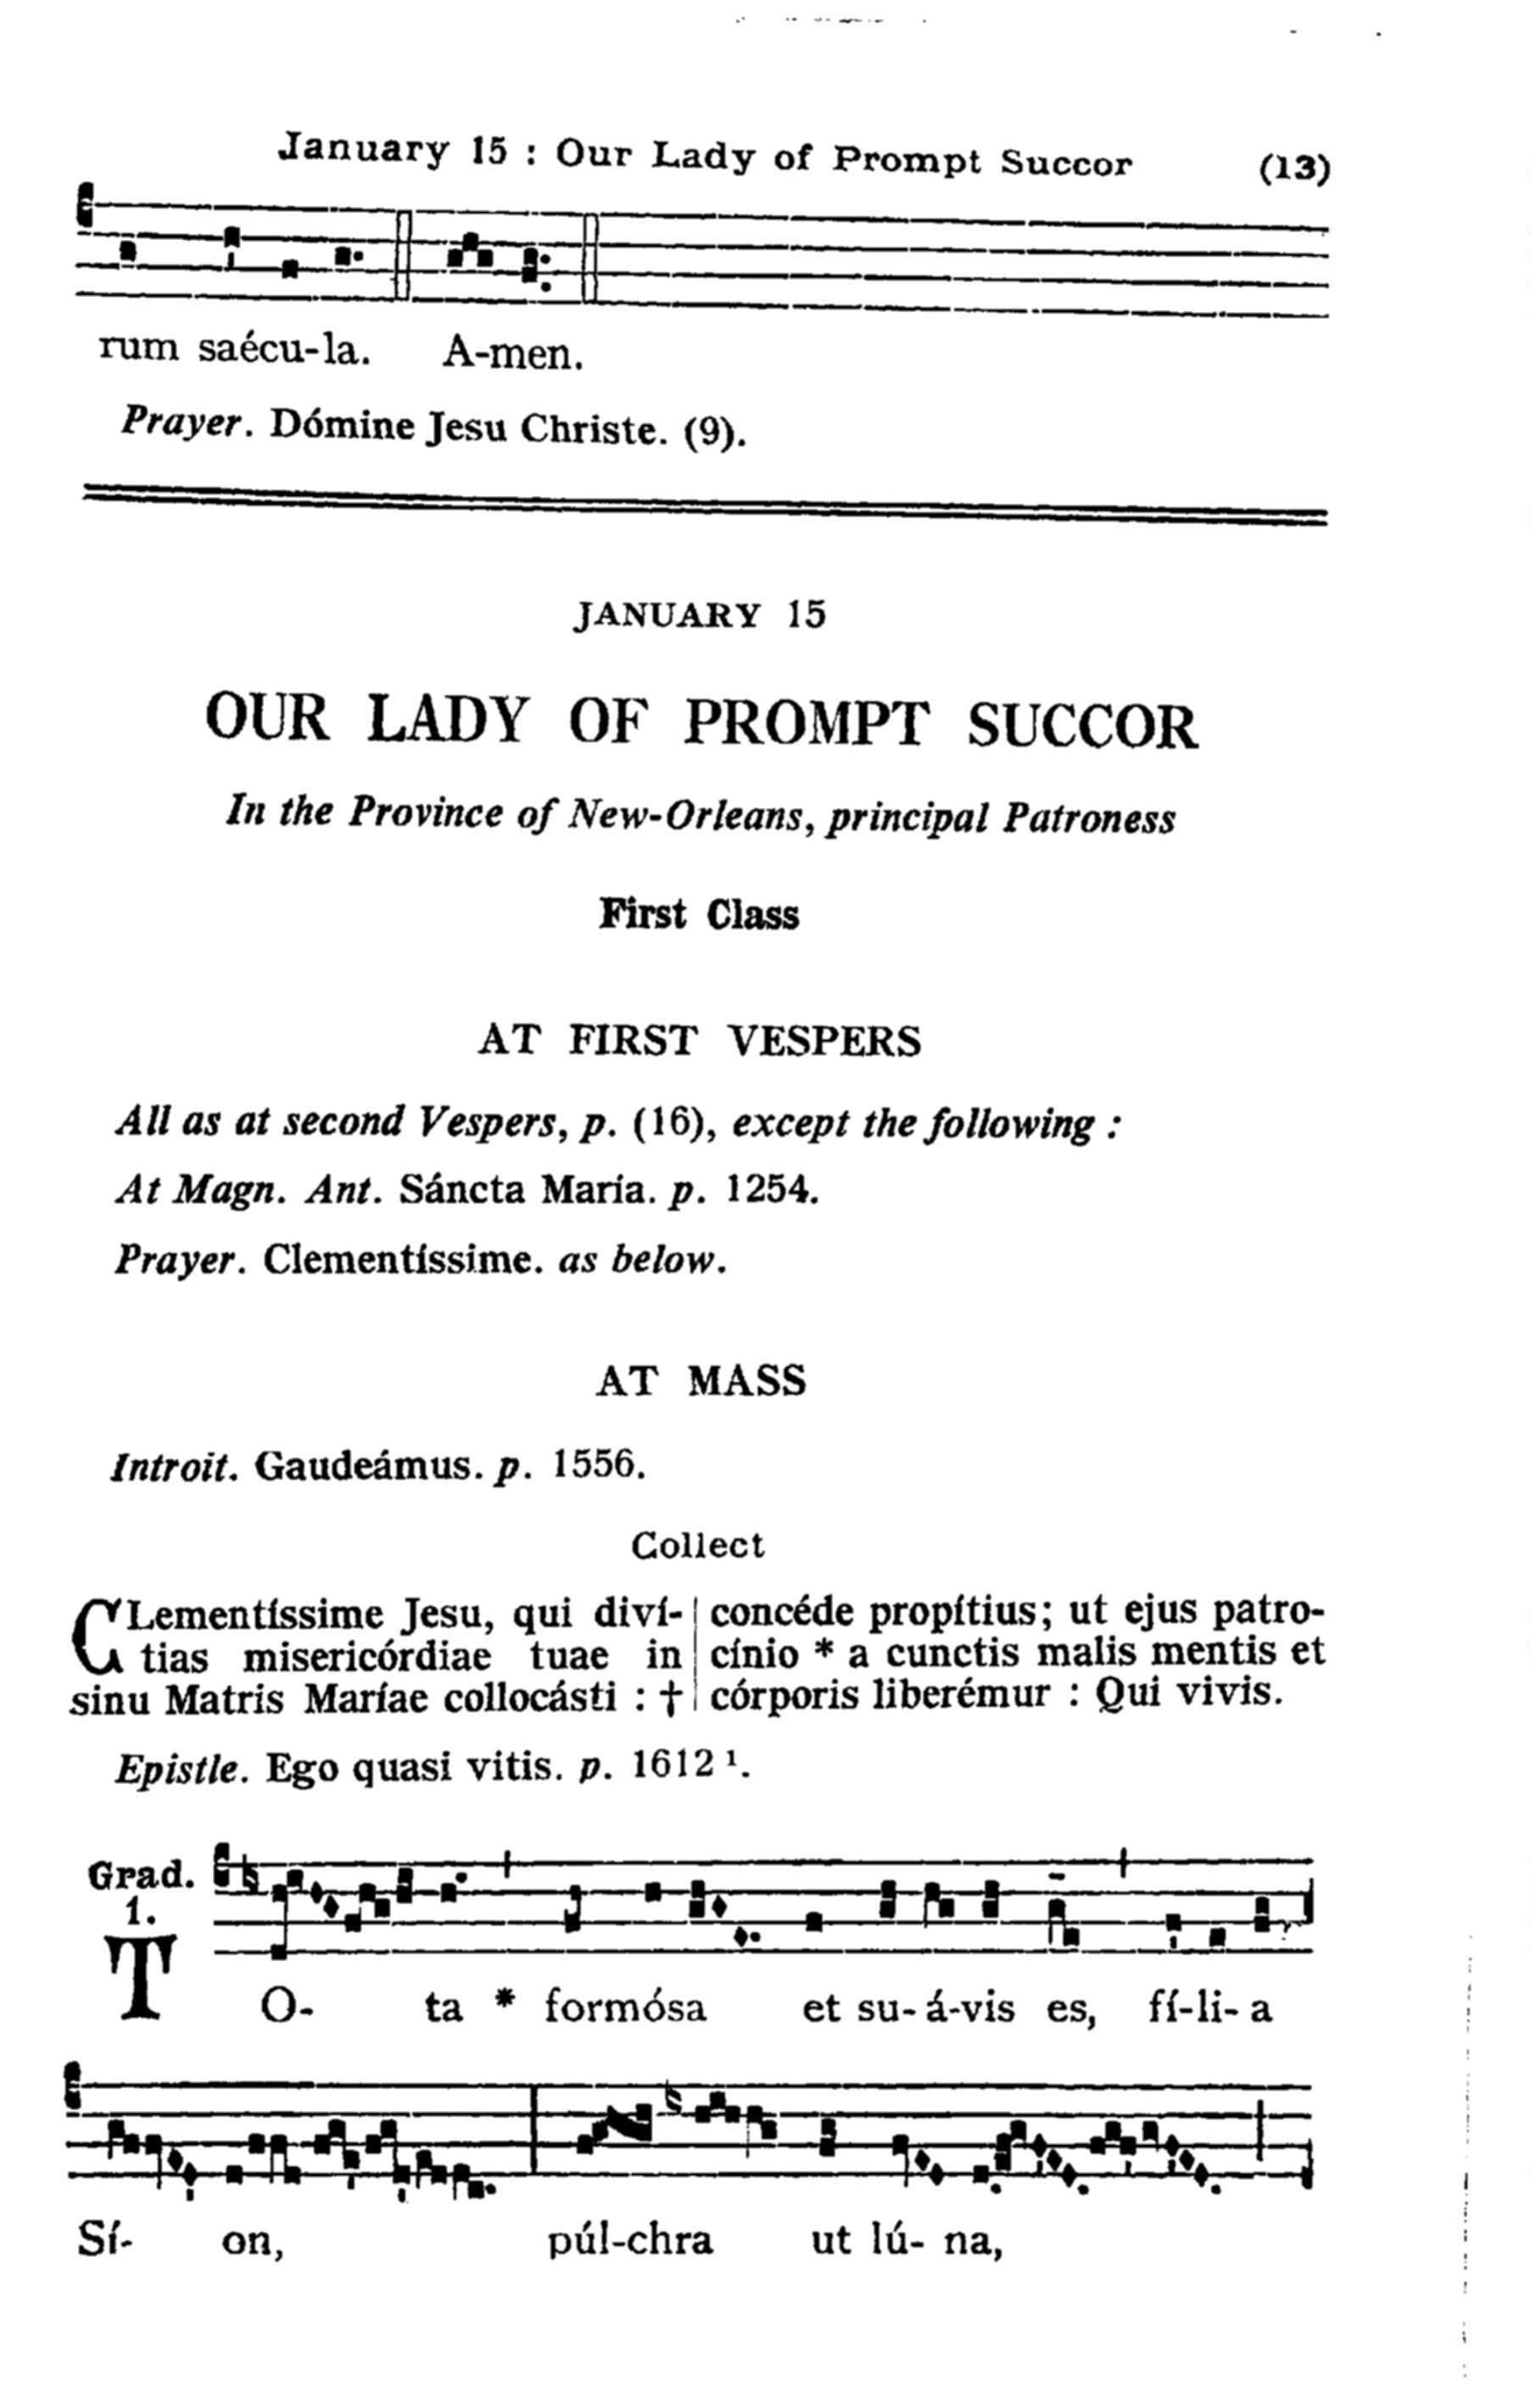 January 15 : Our Lady of Prompt Succor (13)
rum saécu-la. A-men.
Prayer. Dómine Jesu Christe. (9).
JANUARY 15
OUR LADY OF PROMPT SUCCOR
In the Province of New-Orleans, principal Patroness
First Class
AT FIRST VESPERS
All as at second Vespers, p. (16), except the following :
At Magn. Ant. Sáncta María. p. 1254.
Prayer. Clementíssime. as below.
AT MASS
Introit. Gaudeámus. p. 1556.
Collect
CLementíssime Jesu, qui diví-
tias misericórdiae tuae in
sinu Matris Maríae collocásti : †
concéde propítius; ut ejus patro-
cínio * a cunctis malis mentis et
córporis liberémur : Qui vivis.
Epistle. Ego quasi vitis. p. 1612 ¹.
Grad.
1.
TO- ta * formósa et su-á-vis es, fí-li-a
Sí- on, púl-chra ut lú- na,